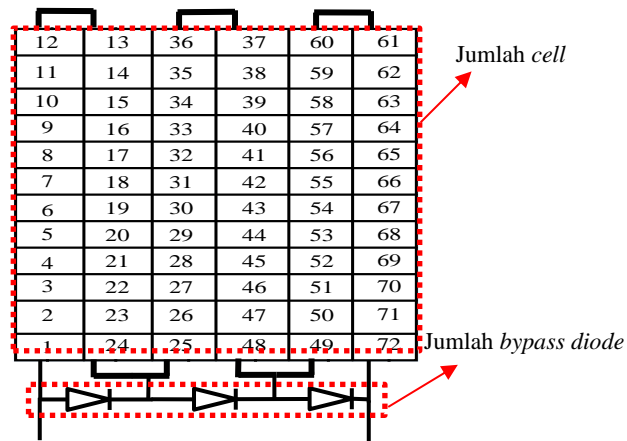 12 13 36 37 60 61
11 14 35 38 59 62
10 15 34 39 58 63
9 16 33 40 57 64
8 17 32 41 56 65
7 18 31 42 55 66
6 19 30 43 54 67
5 20 29 44 53 68
4 21 28 45 52 69
3 22 27 46 51 70
2 23 26 47 50 71
1 24 25 48 49 72
Jumlah cell
Jumlah bypass diode